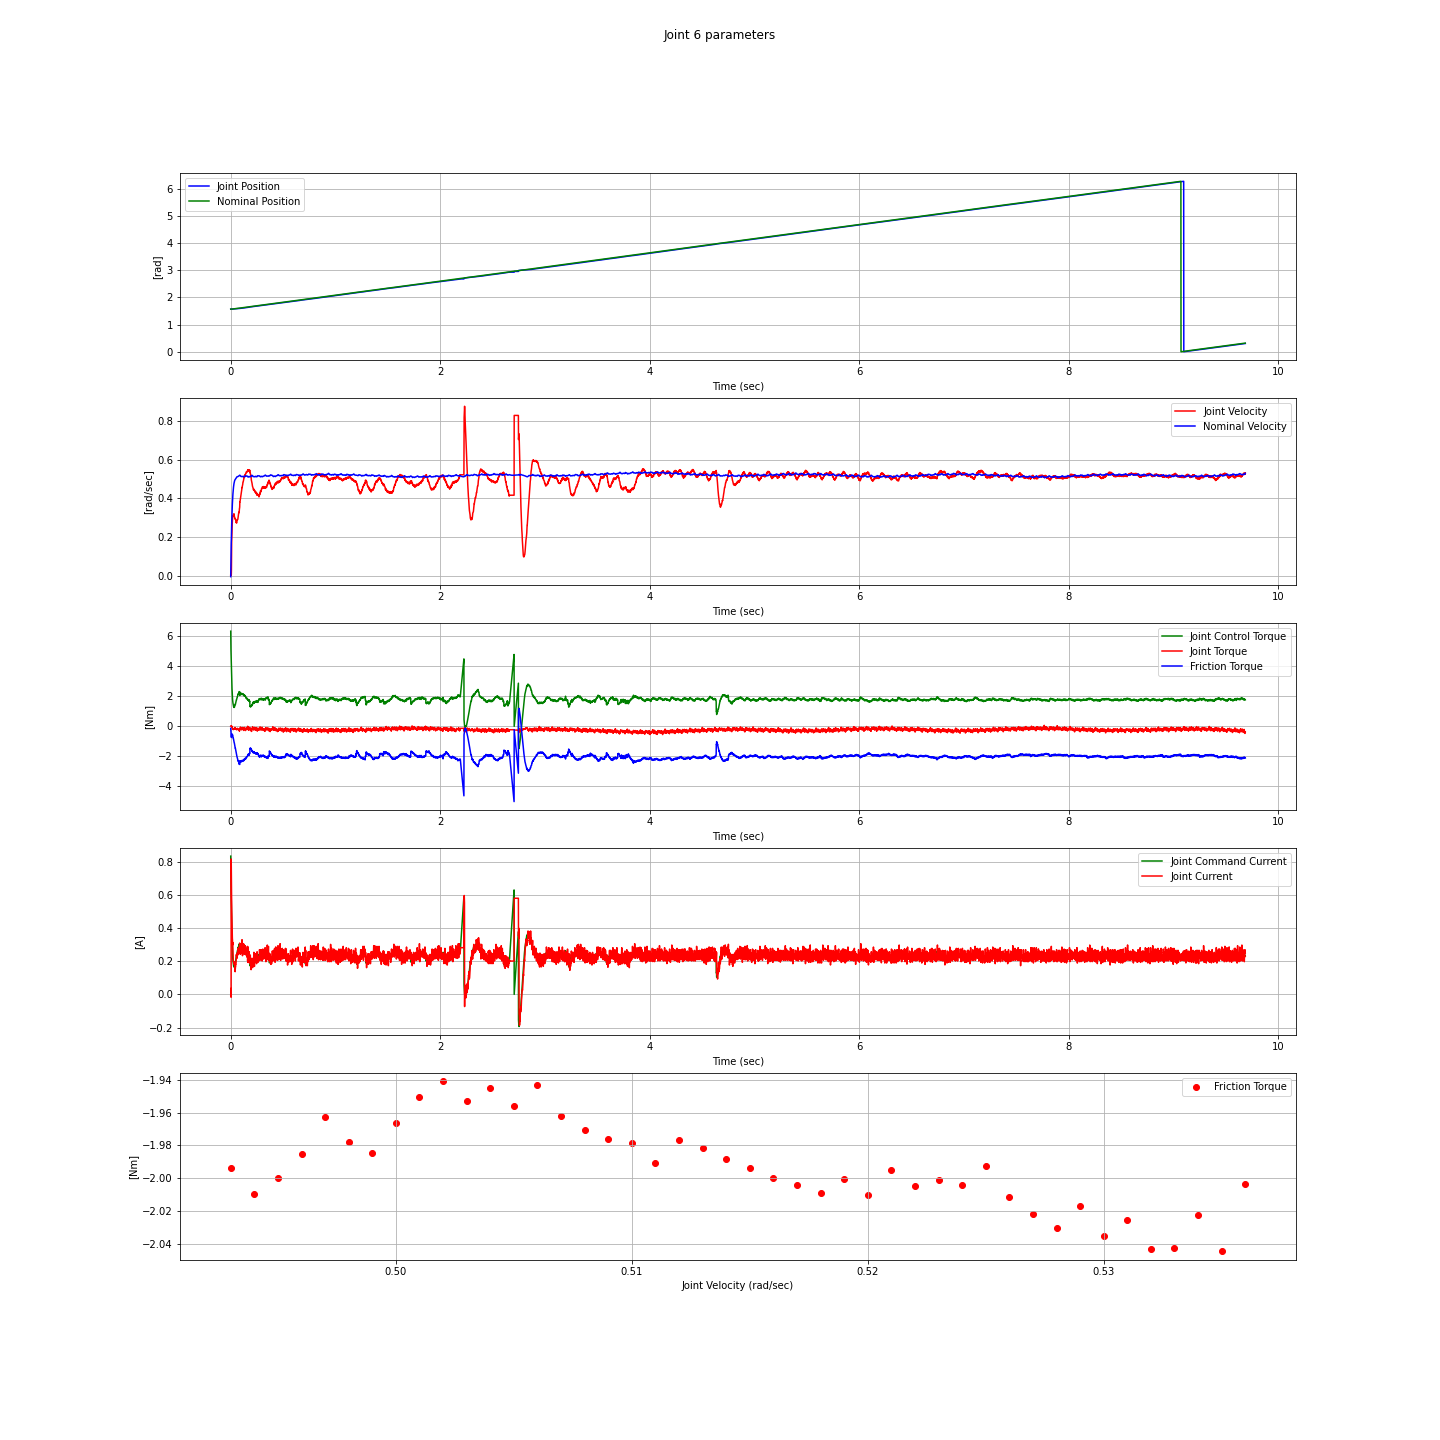 Joint 6 parameters
Joint Position
Nominal Position
[rad]
6
5
4
3
2
1
0
0 2 4 6 8 10
Time (sec)
Joint Velocity
Nominal Velocity
[rad/sec]
0.8
0.6
0.4
0.2
0.0
0 2 4 6 8 10
Time (sec)
Joint Control Torque
Joint Torque
Friction Torque
[Nm]
6
4
2
0
−2
−4
0 2 4 6 8 10
Time (sec)
Joint Command Current
Joint Current
[A]
0.8
0.6
0.4
0.2
0.0
−0.2
0 2 4 6 8 10
Time (sec)
Friction Torque
[Nm]
−1.94
−1.96
−1.98
−2.00
−2.02
−2.04
0.50 0.51 0.52 0.53
Joint Velocity (rad/sec)